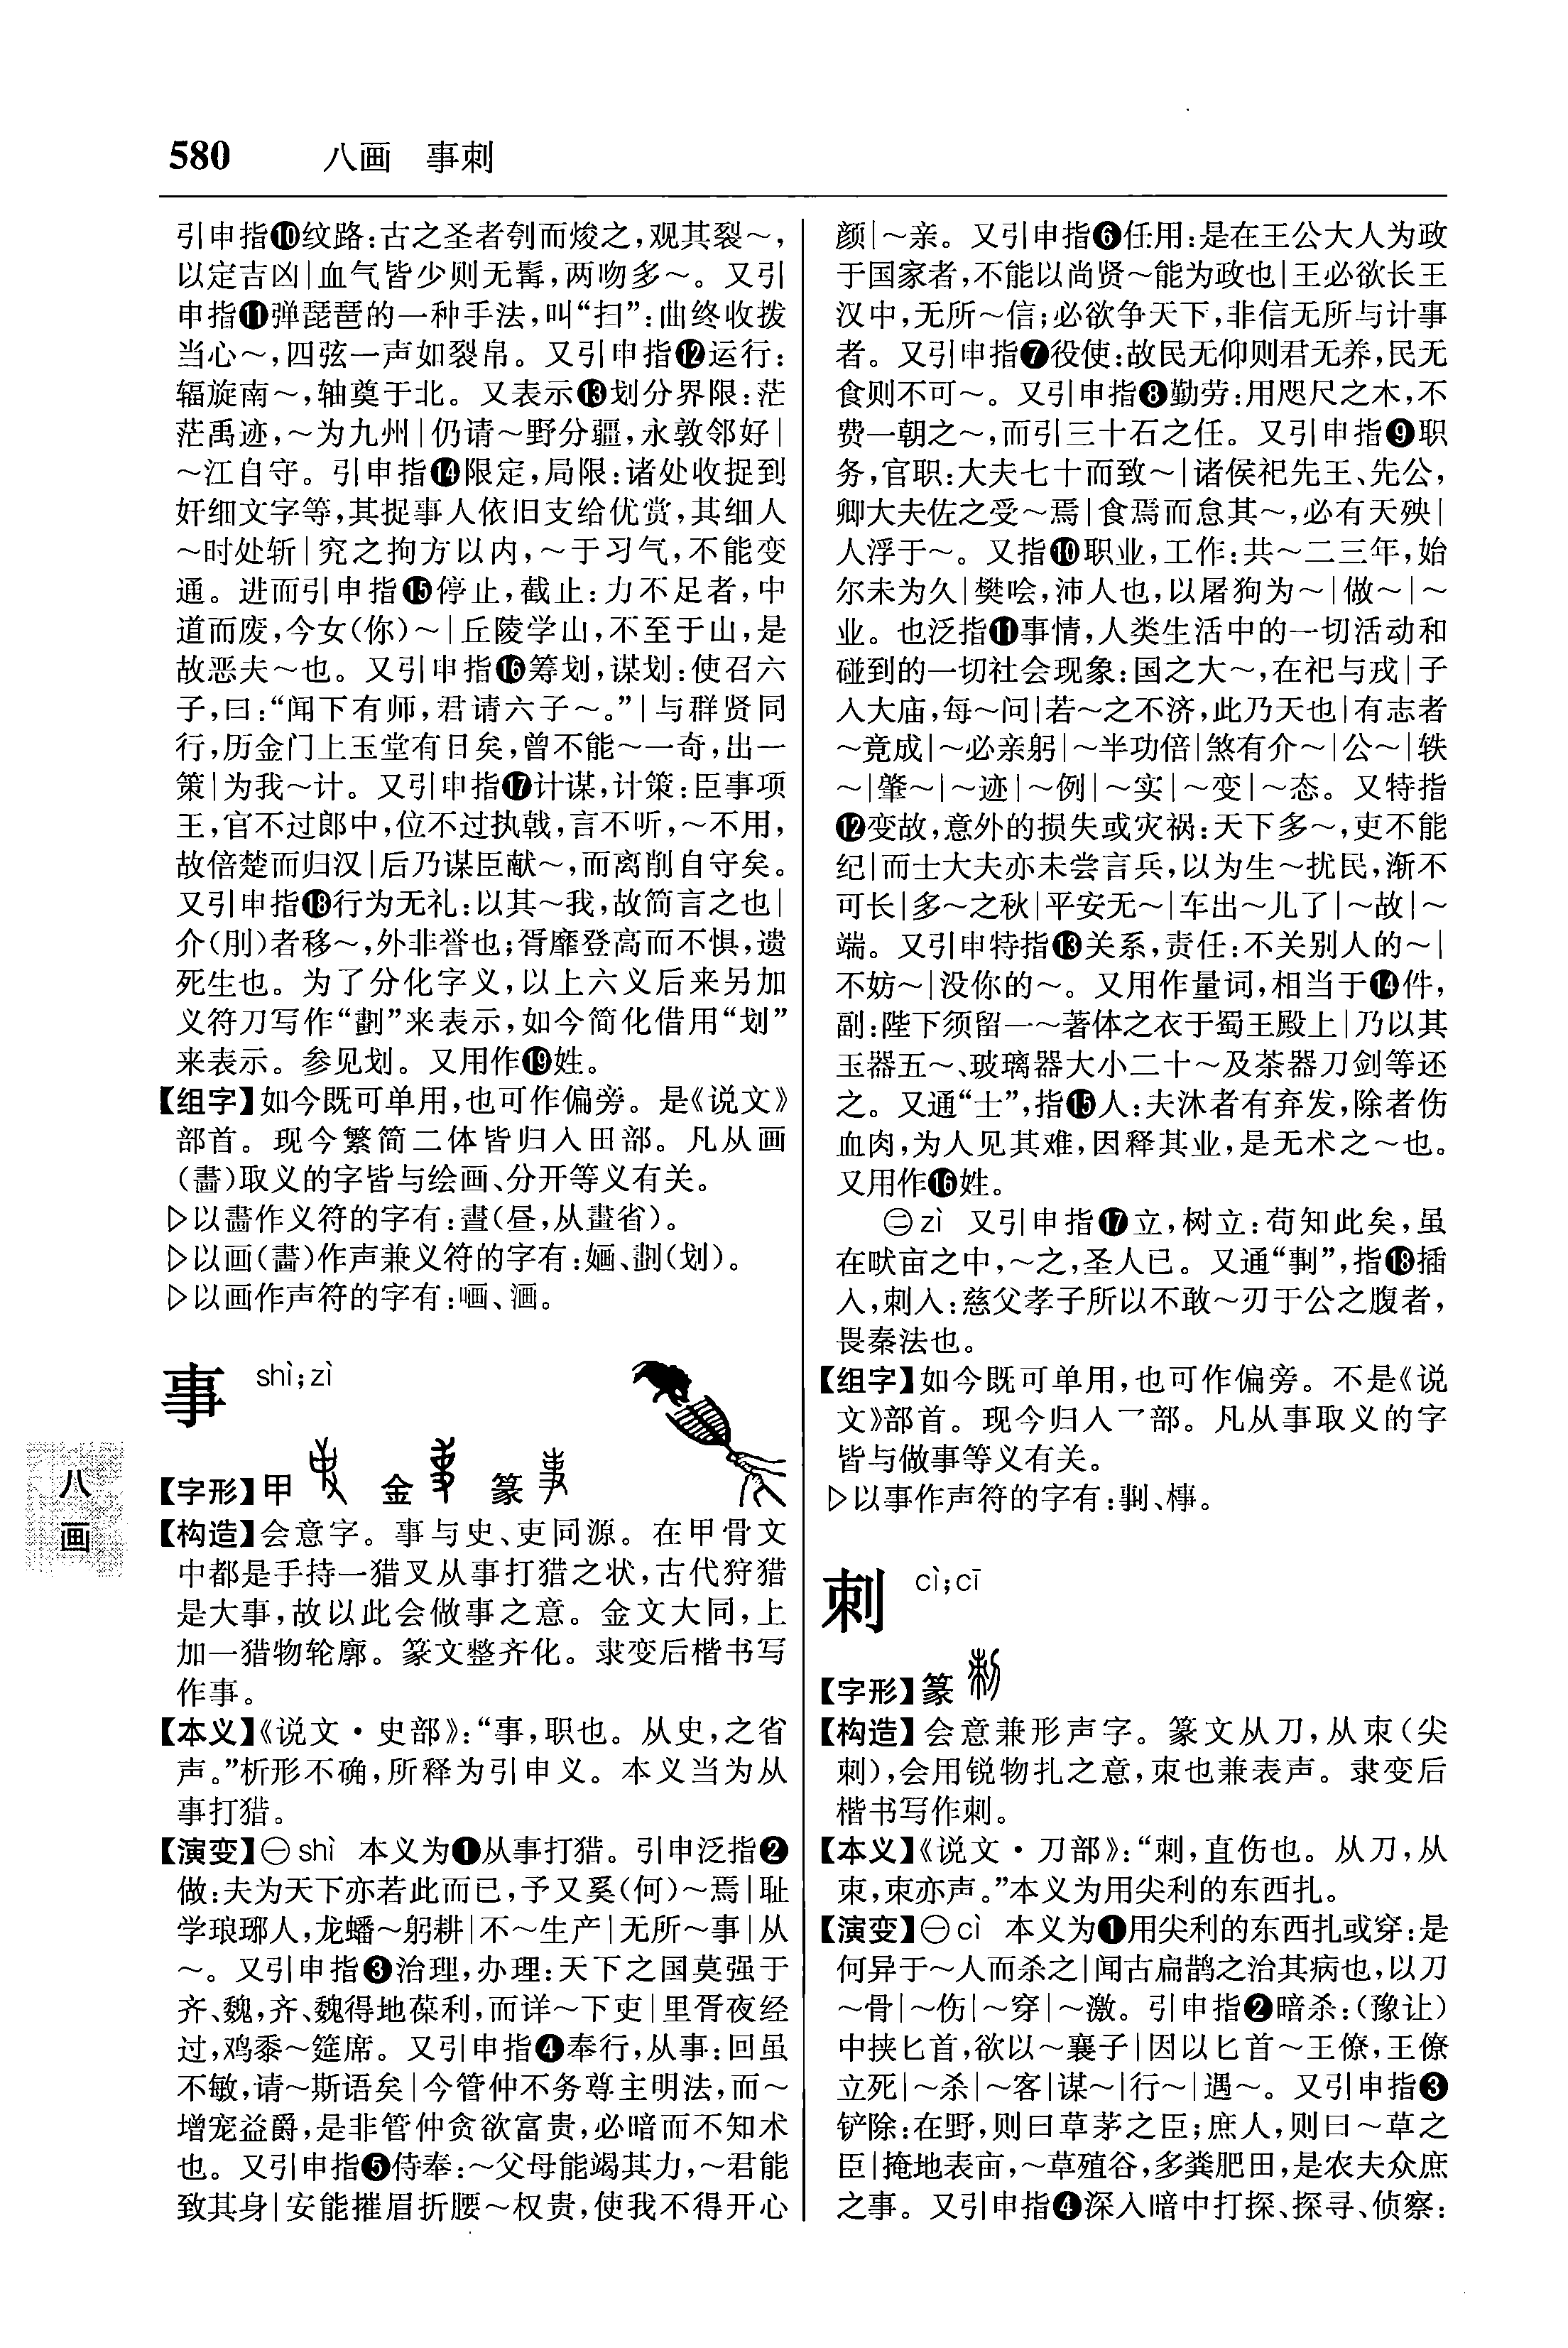 580 八画 事刺
引申指❿纹路:古之圣者刳而焌之,观其裂～,
以定吉凶|血气皆少则无髯,两吻多～。又引
申指⓫弹琵琶的一种手法,叫“扫”:曲终收拨
当心～,四弦一声如裂帛。又引申指⓬运行:
辐旋南～,轴奠于北。又表示⓭划分界限:茫
茫禹迹,～为九州|仍请～野分疆,永敦邻好|
～江自守。引申指⓮限定,局限:诸处收捉到
奸细文字等,其捉事人依旧支给优赏,其细人
～时处斩|究之拘方以内,～于习气,不能变
通。进而引申指⓯停止,截止:力不足者,中
道而废,今女(你)～|丘陵学山,不至于山,是
故恶夫～也。又引申指⓰筹划,谋划:使召六
子,曰:“闻下有师,君请六子～。”|与群贤同
行,历金门上玉堂有日矣,曾不能～一奇,出一
策|为我～计。又引申指⓱计谋,计策:臣事项
王,官不过郎中,位不过执戟,言不听,～不用,
故倍楚而归汉|后乃谋臣献～,而离削自守矣。
又引申指⓲行为无礼:以其～我,故简言之也|
介(刖)者移～,外非誉也;胥靡登高而不惧,遗
死生也。为了分化字义,以上六义后来另加
义符刀写作“劃”来表示,如今简化借用“划”
来表示。参见划。又用作⓳姓。
【组字】如今既可单用,也可作偏旁。是《说文》
部首。现今繁简二体皆归入田部。凡从画
(畵)取义的字皆与绘画、分开等义有关。
▷以畵作义符的字有:晝(昼,从畫省)。
▷以画(畵)作声兼义符的字有:婳、劃(划)。
▷以画作声符的字有:㗲、㴖。
事 shì;zì
【字形】甲 金 篆
【构造】会意字。事与史、吏同源。在甲骨文
中都是手持一猎叉从事打猎之状,古代狩猎
是大事,故以此会做事之意。金文大同,上
加一猎物轮廓。篆文整齐化。隶变后楷书写
作事。
【本义】《说文·史部》:“事,职也。从史,之省
声。”析形不确,所释为引申义。本义当为从
事打猎。
【演变】㊀shì 本义为❶从事打猎。引申泛指❷
做:夫为天下亦若此而已,予又奚(何)～焉|耻
学琅琊人,龙蟠～躬耕|不～生产|无所～事|从
～。又引申指❸治理,办理:天下之国莫强于
齐、魏,齐、魏得地葆利,而详～下吏|里胥夜经
过,鸡黍～筵席。又引申指❹奉行,从事:回虽
不敏,请～斯语矣|今管仲不务尊主明法,而～
增宠益爵,是非管仲贪欲富贵,必暗而不知术
也。又引申指❺侍奉:～父母能竭其力,～君能
致其身|安能摧眉折腰～权贵,使我不得开心
颜|～亲。又引申指❻任用:是在王公大人为政
于国家者,不能以尚贤～能为政也|王必欲长王
汉中,无所～信;必欲争天下,非信无所与计事
者。又引申指❼役使:故民无仰则君无养,民无
食则不可～。又引申指❽勤劳:用咫尺之木,不
费一朝之～,而引三十石之任。又引申指❾职
务,官职:大夫七十而致～|诸侯祀先王、先公,
卿大夫佐之受～焉|食焉而怠其～,必有天殃|
人浮于～。又指❿职业,工作:共～二三年,始
尔未为久|樊哙,沛人也,以屠狗为～|做～|～
业。也泛指⓫事情,人类生活中的一切活动和
碰到的一切社会现象:国之大～,在祀与戎|子
入大庙,每～问|若～之不济,此乃天也|有志者
～竟成|～必亲躬|～半功倍|煞有介～|公～|轶
～|肇～|～迹|～例|～实|～变|～态。又特指
⓬变故,意外的损失或灾祸:天下多～,吏不能
纪|而士大夫亦未尝言兵,以为生～扰民,渐不
可长|多～之秋|平安无～|车出～儿了|～故|～
端。又引申特指⓭关系,责任:不关别人的～|
不妨～|没你的～。又用作量词,相当于⓮件,
副:陛下须留一～著体之衣于蜀王殿上|乃以其
玉器五～、玻璃器大小二十～及茶器刀剑等还
之。又通“士”,指⓯人:夫沐者有弃发,除者伤
血肉,为人见其难,因释其业,是无术之～也。
又用作⓰姓。
㊁zì 又引申指⓱立,树立:苟知此矣,虽
在畎亩之中,～之,圣人已。又通“剚”,指⓲插
入,刺入:慈父孝子所以不敢～刃于公之腹者,
畏秦法也。
【组字】如今既可单用,也可作偏旁。不是《说
文》部首。现今归入乛部。凡从事取义的字
皆与做事等义有关。
▷以事作声符的字有:剚、榫。
刺 cì;cī
【字形】篆
【构造】会意兼形声字。篆文从刀,从朿(尖
刺),会用锐物扎之意,朿也兼表声。隶变后
楷书写作刺。
【本义】《说文·刀部》:“刺,直伤也。从刀,从
朿,朿亦声。”本义为用尖利的东西扎。
【演变】㊀cì 本义为❶用尖利的东西扎或穿:是
何异于～人而杀之|闻古扁鹊之治其病也,以刀
～骨|～伤|～穿|～激。引申指❷暗杀:(豫让)
中挟匕首,欲以～襄子|因以匕首～王僚,王僚
立死|～杀|～客|谋～|行～|遇～。又引申指❸
铲除:在野,则曰草茅之臣;庶人,则曰～草之
臣|掩地表亩,～草殖谷,多粪肥田,是农夫众庶
之事。又引申指❹深入暗中打探、探寻、侦察:
八
画